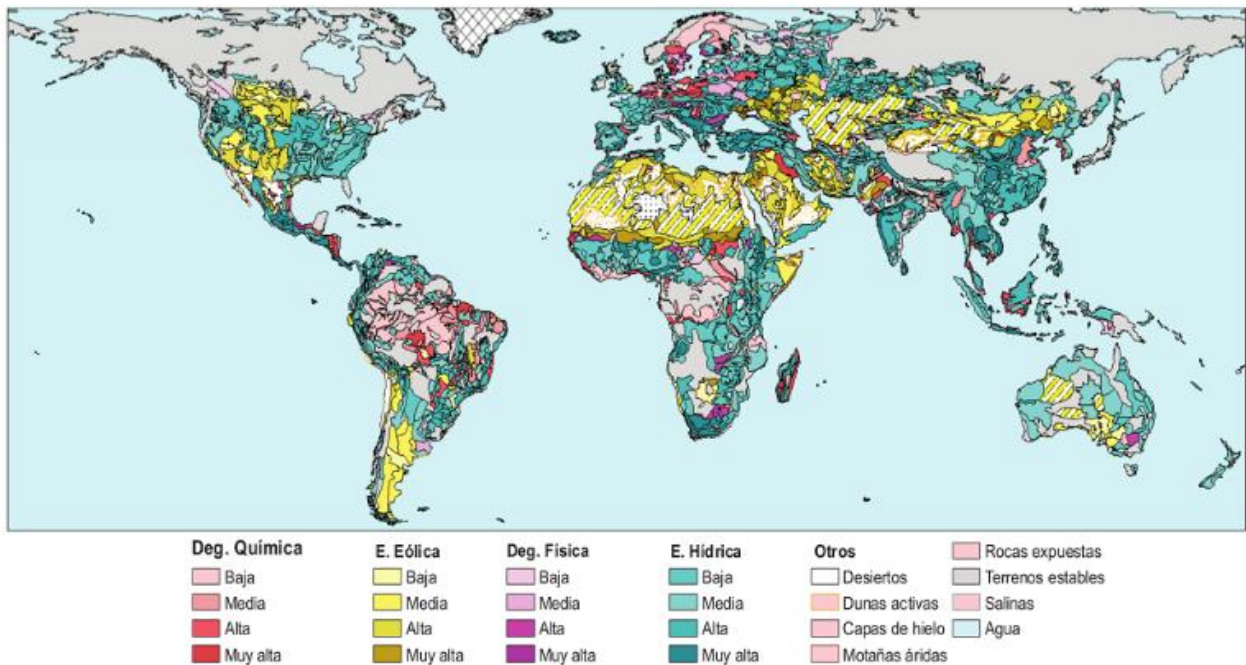 Deg. Química
Baja
Media
Alta
Muy alta
E. Eólica
Baja
Media
Alta
Muy alta
Deg. Física
Baja
Media
Alta
Muy alta
E. Hídrica
Baja
Media
Alta
Muy alta
Otros
Desiertos
Dunas activas
Capas de hielo
Motañas áridas
Rocas expuestas
Terrenos estables
Salinas
Agua